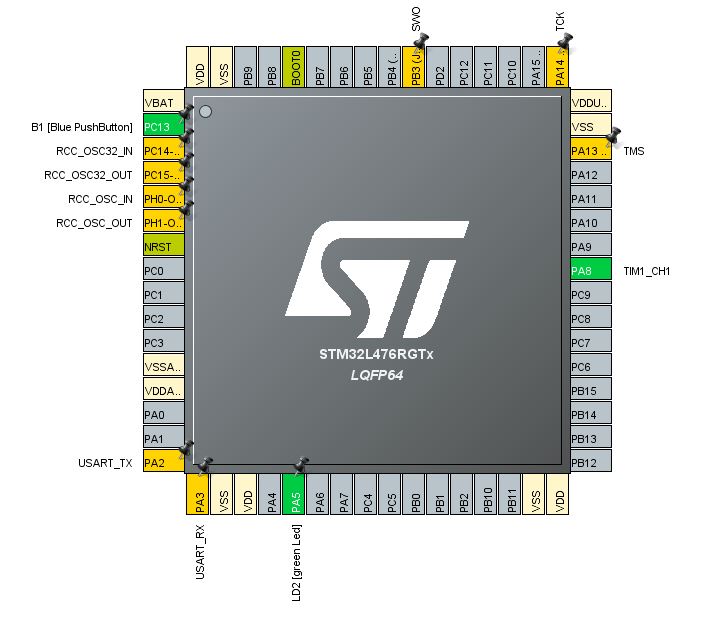 SWO
TCK
VDD
VSS
PB9
PB8
BOOT0
PB7
PB6
PB5
PB4 (..
PB3 (J..
PD2
PC12
PC11
PC10
PA15 ..
PA14 ..
VBAT
B1 [Blue PushButton] PC13
RCC_OSC32_IN PC14-..
RCC_OSC32_OUT PC15-..
RCC_OSC_IN PH0-O..
RCC_OSC_OUT PH1-O..
NRST
PC0
PC1
PC2
PC3
VSSA..
VDDA..
PA0
PA1
USART_TX PA2
ST
STM32L476RGTx
LQFP64
VDDU..
VSS
PA13 .. TMS
PA12
PA11
PA10
PA9
PA8 TIM1_CH1
PC9
PC8
PC7
PC6
PB15
PB14
PB13
PB12
PA3
VSS
VDD
PA4
PA5
PA6
PA7
PC4
PC5
PB0
PB1
PB2
PB10
PB11
VSS
VDD
USART_RX
LD2 [green Led]